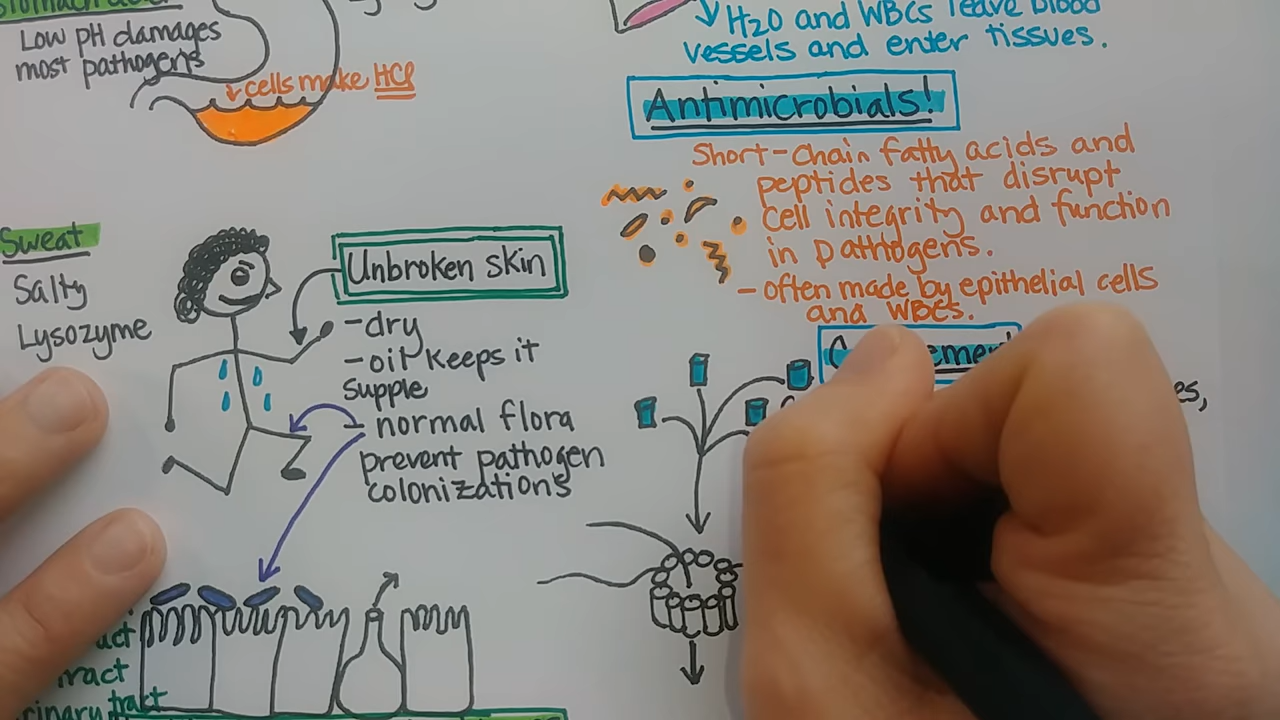 Low pH damages
most pathogens
cells make HCl
Sweat
Salty
Lysozyme
Unbroken skin
-dry
-oil keeps it
supple
- normal flora
prevent pathogen
colonizations
tract
urinary tract
H2O and WBCs leave blood
vessels and enter tissues.
Antimicrobials!
Short-chain fatty acids and
peptides that disrupt
cell integrity and function
in pathogens.
- often made by epithelial cells
and WBCs.